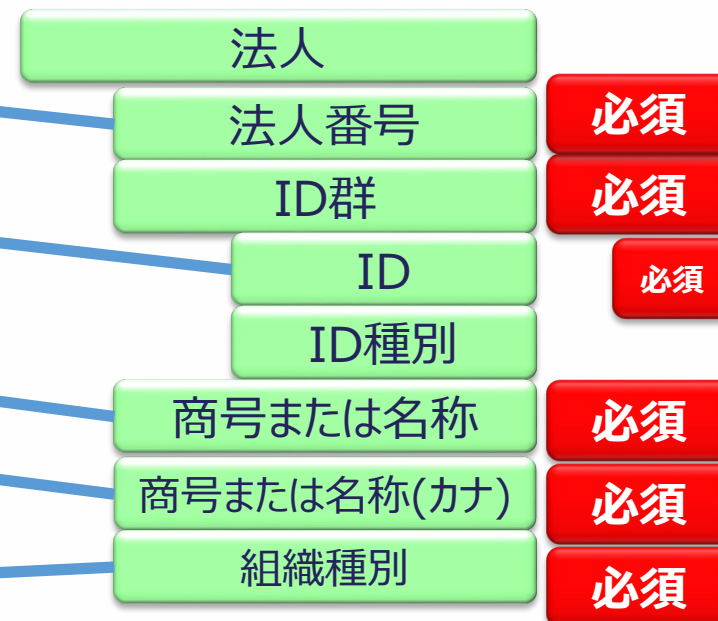 法人
法人番号 必須
ID群 必須
ID 必須
ID種別
商号または名称 必須
商号または名称(カナ) 必須
組織種別 必須